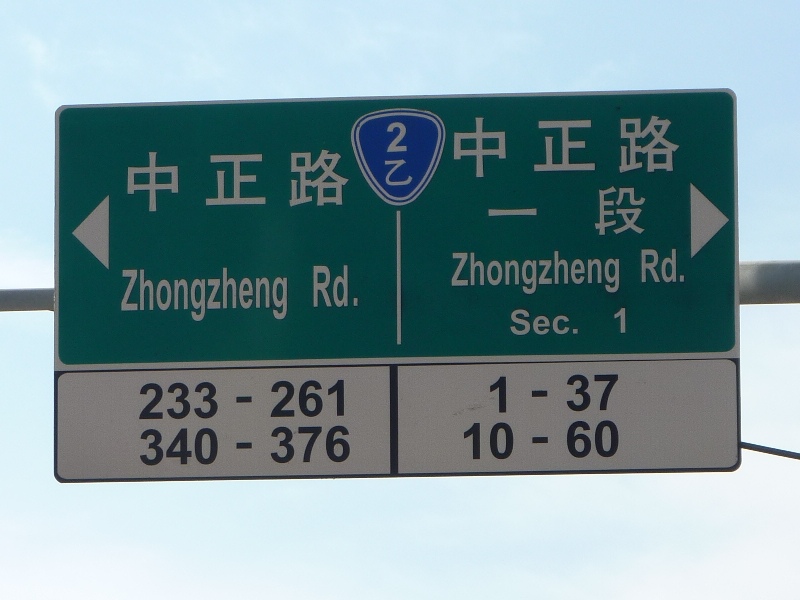 中正路
Zhongzheng Rd.
2
乙
中正路
一段
Zhongzheng Rd.
Sec. 1
233 - 261
340 - 376
1 - 37
10 - 60